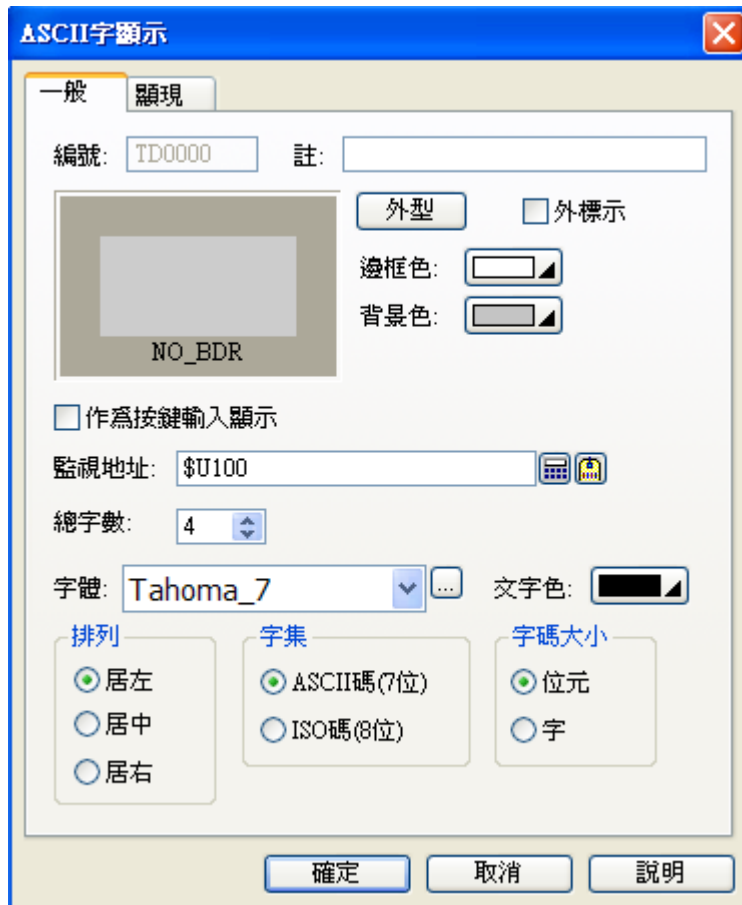 ASCII字顯示
一般 顯現
編號: TD0000 註:
外型 外標示
邊框色:
背景色:
NO_BDR
作爲按鍵輸入顯示
監視地址: $U100
總字數: 4
字體: Tahoma_7 ... 文字色:
排列 字集 字碼大小
居左 ASCII碼(7位) 位元
居中 ISO碼(8位) 字
居右
確定 取消 說明